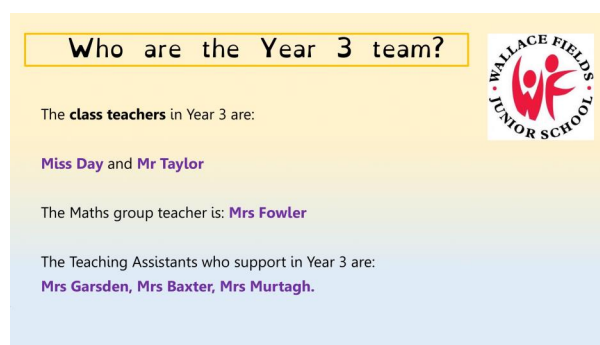 Who are the Year 3 team?
WALLACE FIELDS
WF
JUNIOR SCHOOL
The class teachers in Year 3 are:
Miss Day and Mr Taylor
The Maths group teacher is: Mrs Fowler
The Teaching Assistants who support in Year 3 are:
Mrs Garsden, Mrs Baxter, Mrs Murtagh.